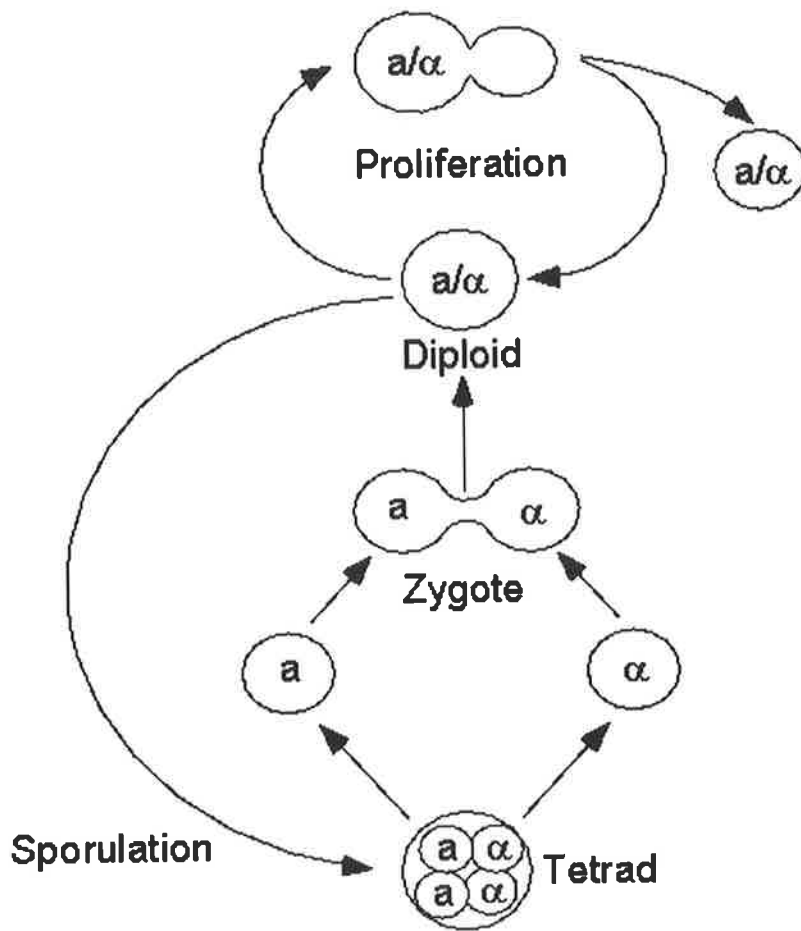 a/α
Proliferation
a/α
a/α
Diploid
a α
Zygote
a α
Sporulation
a α
a α
Tetrad